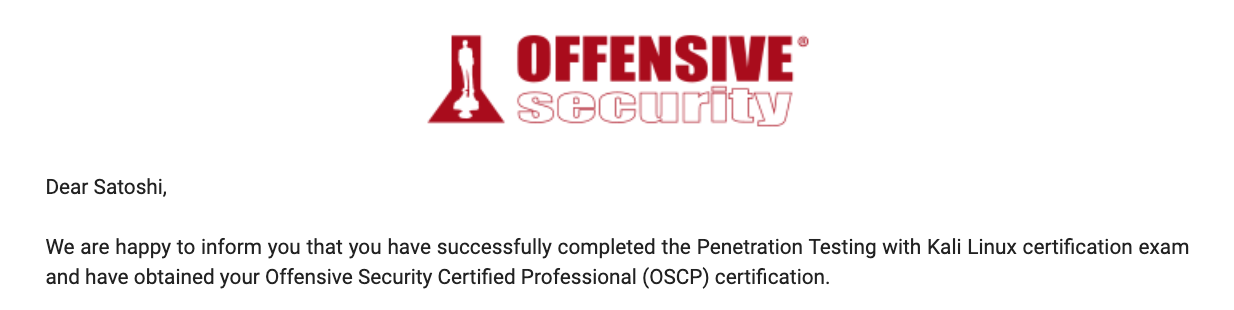 OFFENSIVE®
security
Dear Satoshi,
We are happy to inform you that you have successfully completed the Penetration Testing with Kali Linux certification exam
and have obtained your Offensive Security Certified Professional (OSCP) certification.